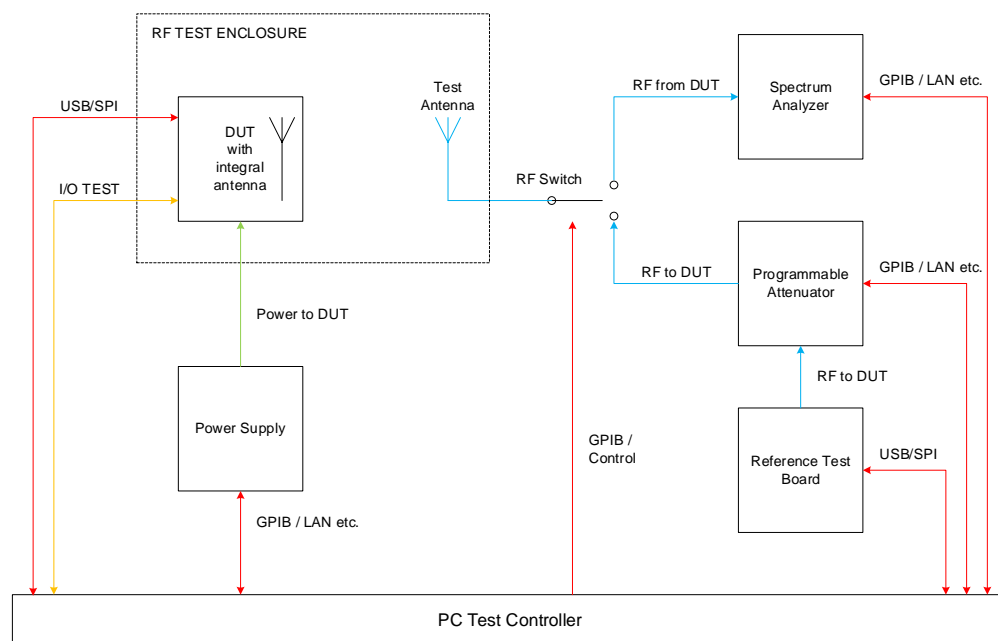 RF TEST ENCLOSURE
USB/SPI
DUT
with
integral
antenna
I/O TEST
Test
Antenna
RF Switch
RF from DUT
Spectrum
Analyzer
GPIB / LAN etc.
RF to DUT
Programmable
Attenuator
GPIB / LAN etc.
Power to DUT
RF to DUT
Power Supply
GPIB /
Control
Reference Test
Board
USB/SPI
GPIB / LAN etc.
PC Test Controller